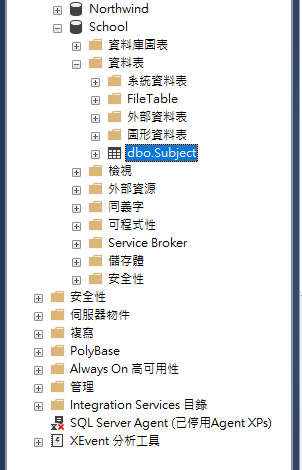 Northwind
School
資料庫圖表
資料表
系統資料表
FileTable
外部資料表
圖形資料表
dbo.Subject
檢視
外部資源
同義字
可程式性
Service Broker
儲存體
安全性
安全性
伺服器物件
複寫
PolyBase
Always On 高可用性
管理
Integration Services 目錄
SQL Server Agent (已停用Agent XPs)
XEvent 分析工具